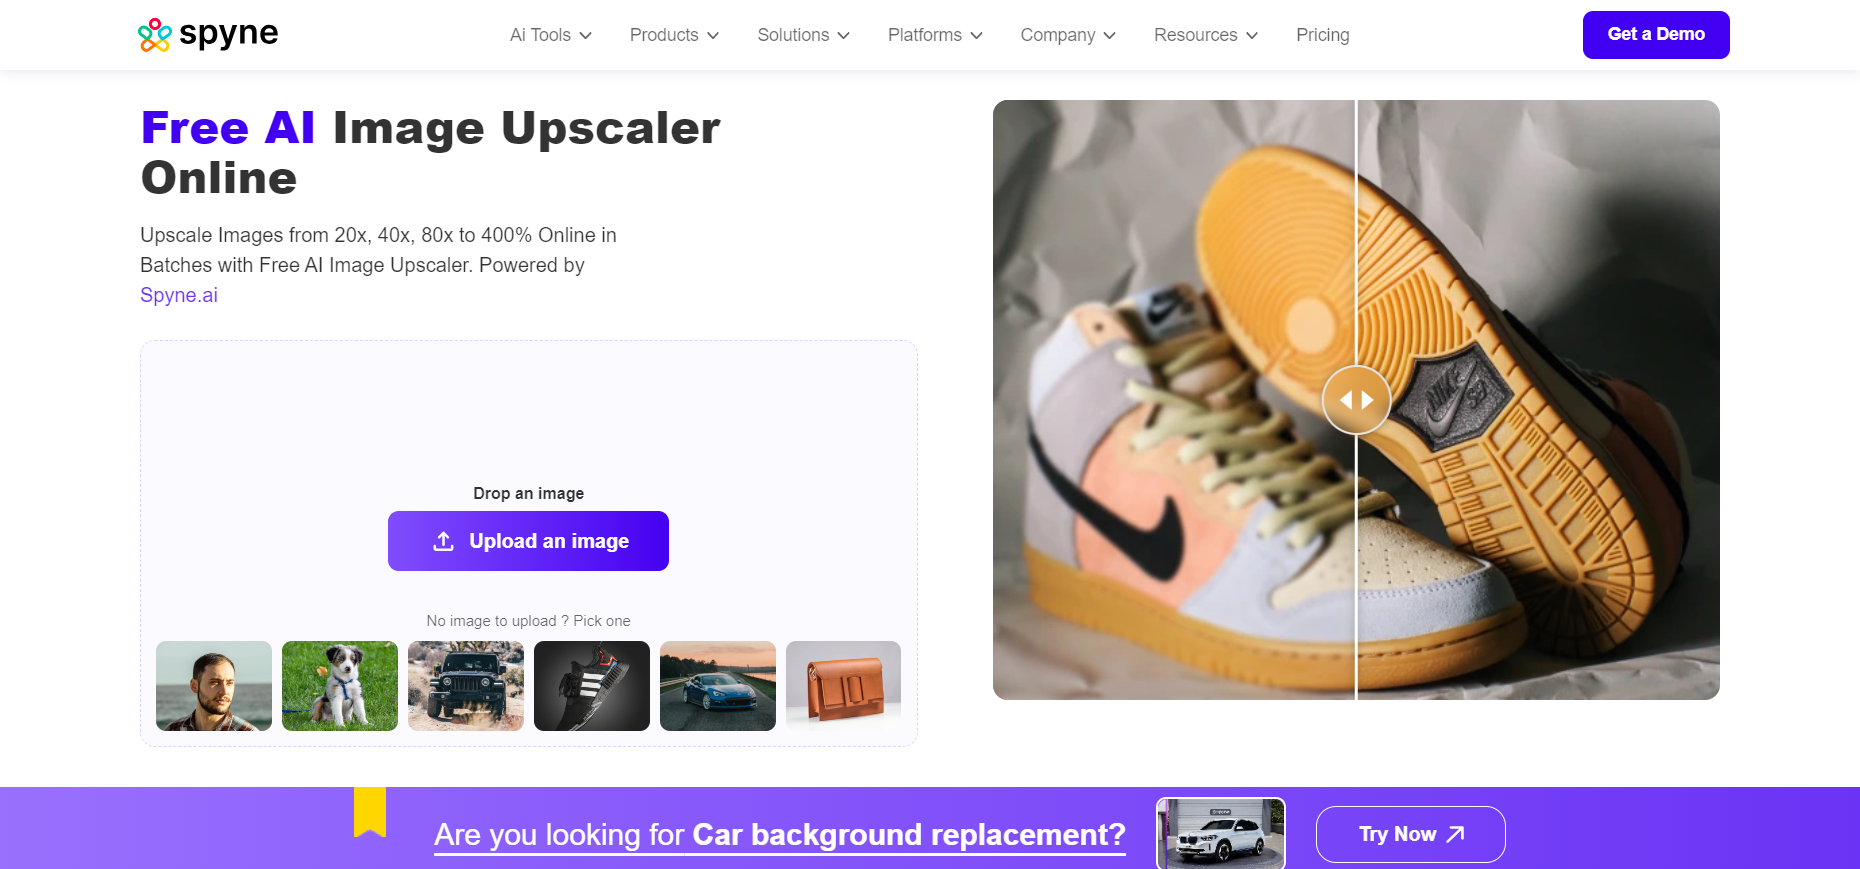 spyne
Ai Tools
Products
Solutions
Platforms
Company
Resources
Pricing
Get a Demo
Free AI Image Upscaler
Online
Upscale Images from 20x, 40x, 80x to 400% Online in
Batches with Free AI Image Upscaler. Powered by
Spyne.ai
NIKE
SB
Drop an image
Upload an image
No image to upload ? Pick one
Are you looking for Car background replacement?
Try Now